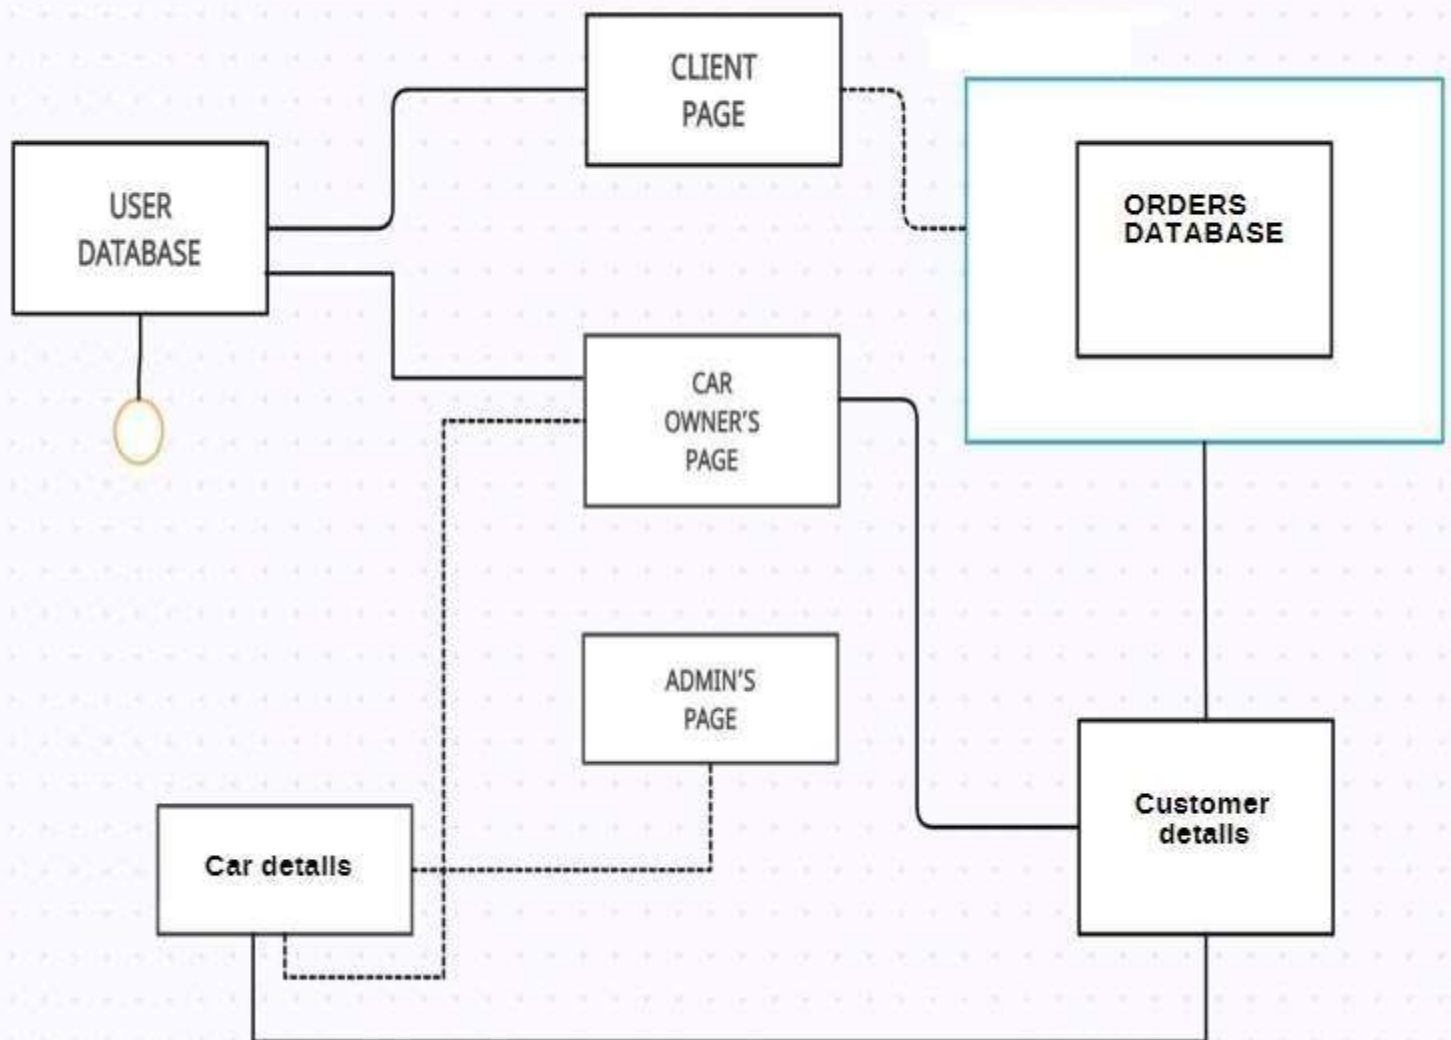 CLIENT
PAGE
USER
DATABASE
ORDERS
DATABASE
CAR
OWNER'S
PAGE
ADMIN'S
PAGE
Car details
Customer
details